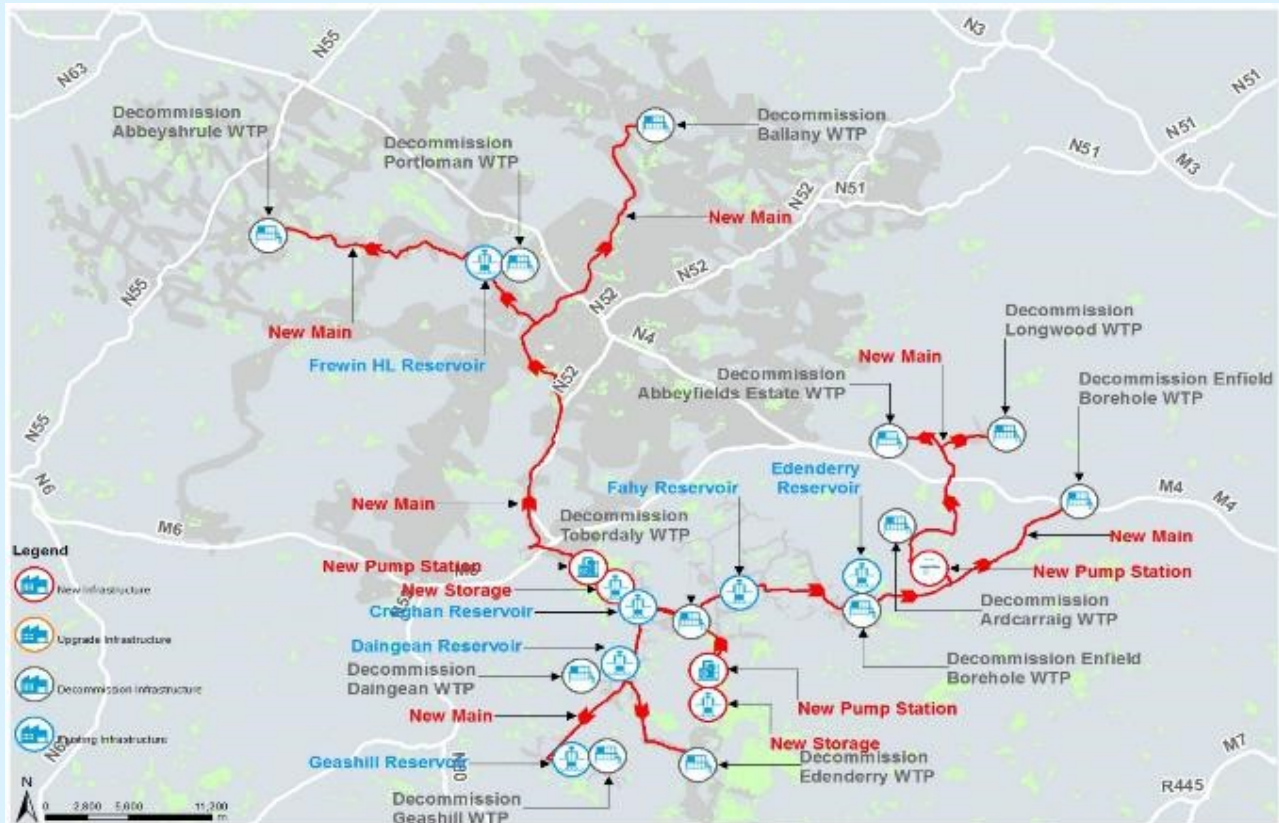 N3
N55
N63
N51
Decommission
Abbeyshrule WTP
Decommission
Ballany WTP
Decommission
Portloman WTP
N51
N51
M3
N52
N51
New Main
N52
N55
N52
New Main
Frewin HL Reservoir
N4
Decommission
Longwood WTP
New Main
Decommission
Abbeyfields Estate WTP
Decommission Enfield
Borehole WTP
N52
N55
N6
Edenderry
Reservoir
Fahy Reservoir
M4
M4
New Main
Decommission
Toberdaly WTP
M6
New Main
Legend
New Infrastructure
New Pump Station
New Storage
Croghan Reservoir
New Pump Station
Decommission
Ardcarraig WTP
Upgrade Infrastructure
Daingean Reservoir
Decommission
Daingean WTP
Decommission Enfield
Borehole WTP
Decommission Infrastructure
New Main
New Pump Station
New Storage
Existing Infrastructure
Geashill Reservoir
Decommission
Edenderry WTP
M7
Decommission
Geashill WTP
R445
N
0 2,800 5,600 11,200
m